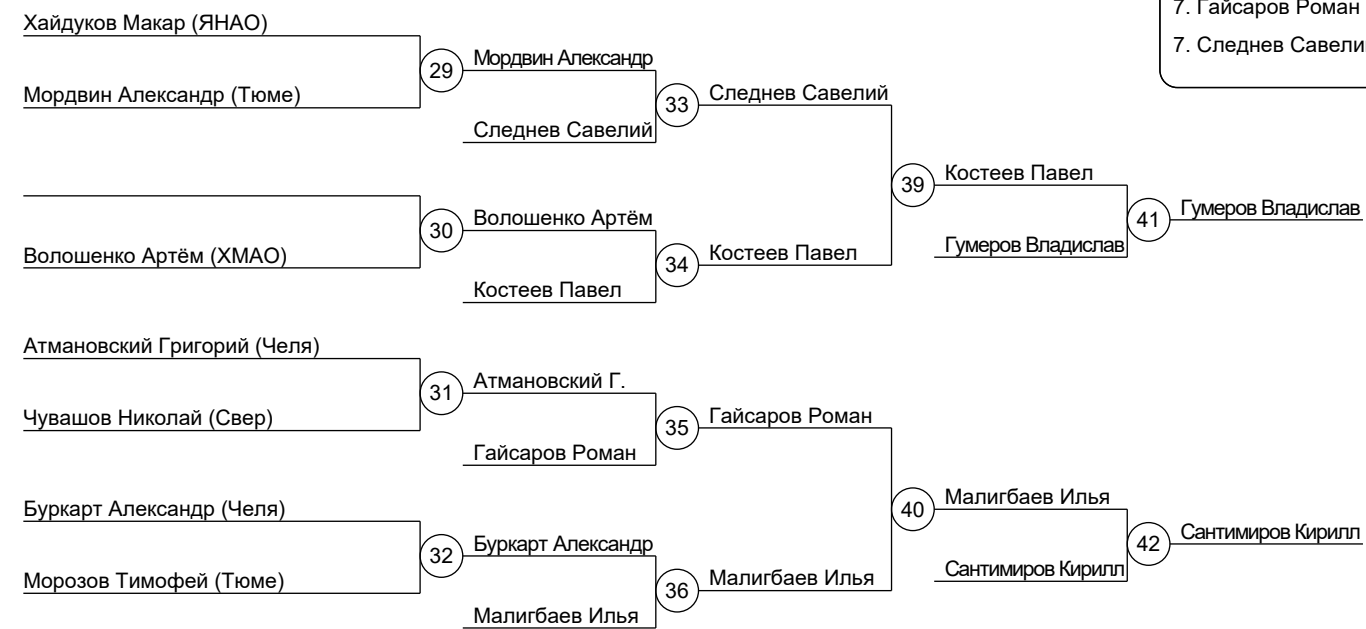 7. Гайсаров Роман
7. Следнев Савелий
Хайдуков Макар (ЯНАО)
29
Мордвин Александр
Мордвин Александр (Тюме)
33
Следнев Савелий
Следнев Савелий
39
Костеев Павел
30
Волошенко Артём
41
Гумеров Владислав
Волошенко Артём (ХМАО)
34
Костеев Павел
Гумеров Владислав
Костеев Павел
Атмановский Григорий (Челя)
31
Атмановский Г.
Чувашов Николай (Свер)
35
Гайсаров Роман
Гайсаров Роман
Буркарт Александр (Челя)
40
Малигбаев Илья
32
Буркарт Александр
42
Сантимиров Кирилл
Морозов Тимофей (Тюме)
36
Малигбаев Илья
Сантимиров Кирилл
Малигбаев Илья